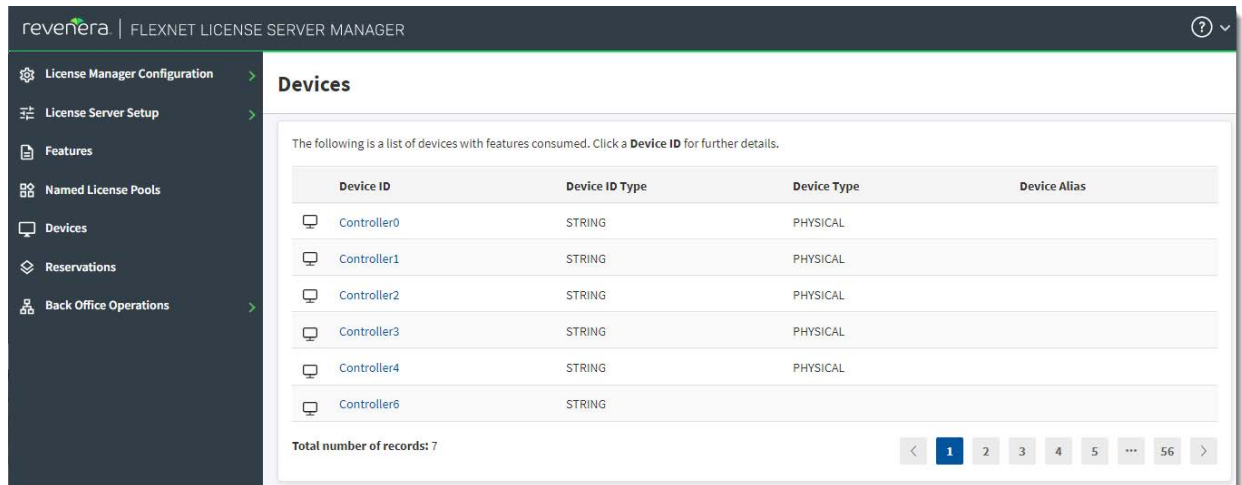 revenera. | FLEXNET LICENSE SERVER MANAGER
?
License Manager Configuration
License Server Setup
Features
Named License Pools
Devices
Reservations
Back Office Operations
Devices
The following is a list of devices with features consumed. Click a Device ID for further details.
Device ID Device ID Type Device Type Device Alias
Controller0 STRING PHYSICAL
Controller1 STRING PHYSICAL
Controller2 STRING PHYSICAL
Controller3 STRING PHYSICAL
Controller4 STRING PHYSICAL
Controller6 STRING
Total number of records: 7 < 1 2 3 4 5 ... 56 >